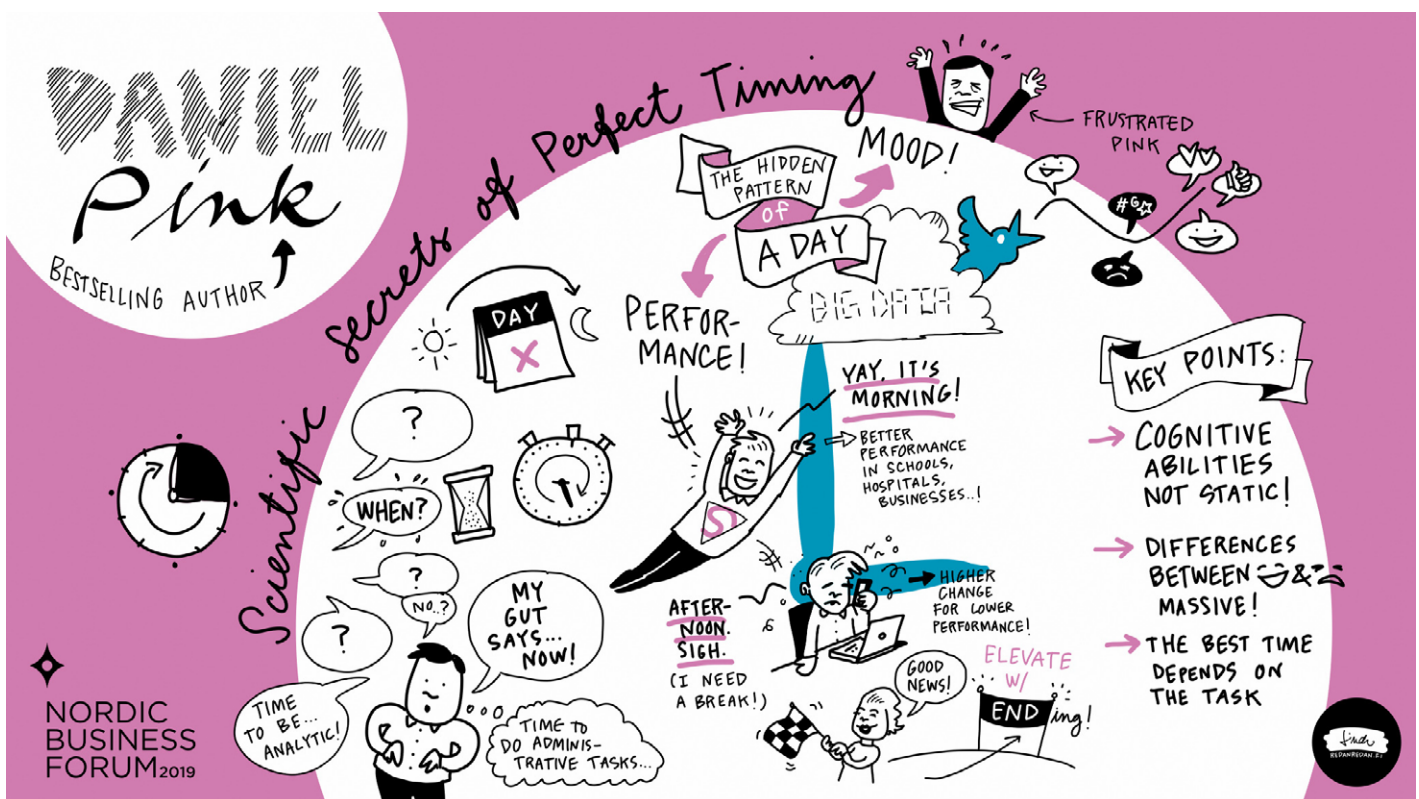 DANIEL
Pink
BESTSELLING AUTHOR
Scientific secrets of Perfect Timing
THE HIDDEN
PATTERN
of
A DAY
MOOD!
FRUSTRATED
PINK
#G☆
BIG DATA
PERFOR-
MANCE!
DAY
X
?
WHEN?
?
NO..?
?
MY
GUT
SAYS...
NOW!
TIME
TO BE...
ANALYTIC!
TIME TO
DO ADMINIS-
TRATIVE TASKS...
YAY, IT'S
MORNING!
BETTER
PERFORMANCE
IN SCHOOLS,
HOSPITALS,
BUSINESSES..!
S
AFTER-
NOON.
SIGH.
(I NEED
A BREAK!)
HIGHER
CHANGE
FOR LOWER
PERFORMANCE!
GOOD
NEWS!
ELEVATE
W/
ENDing!
KEY POINTS:
COGNITIVE
ABILITIES
NOT STATIC!
DIFFERENCES
BETWEEN &
MASSIVE!
THE BEST TIME
DEPENDS ON
THE TASK
NORDIC
BUSINESS
FORUM 2019
REDANREDAN.FI